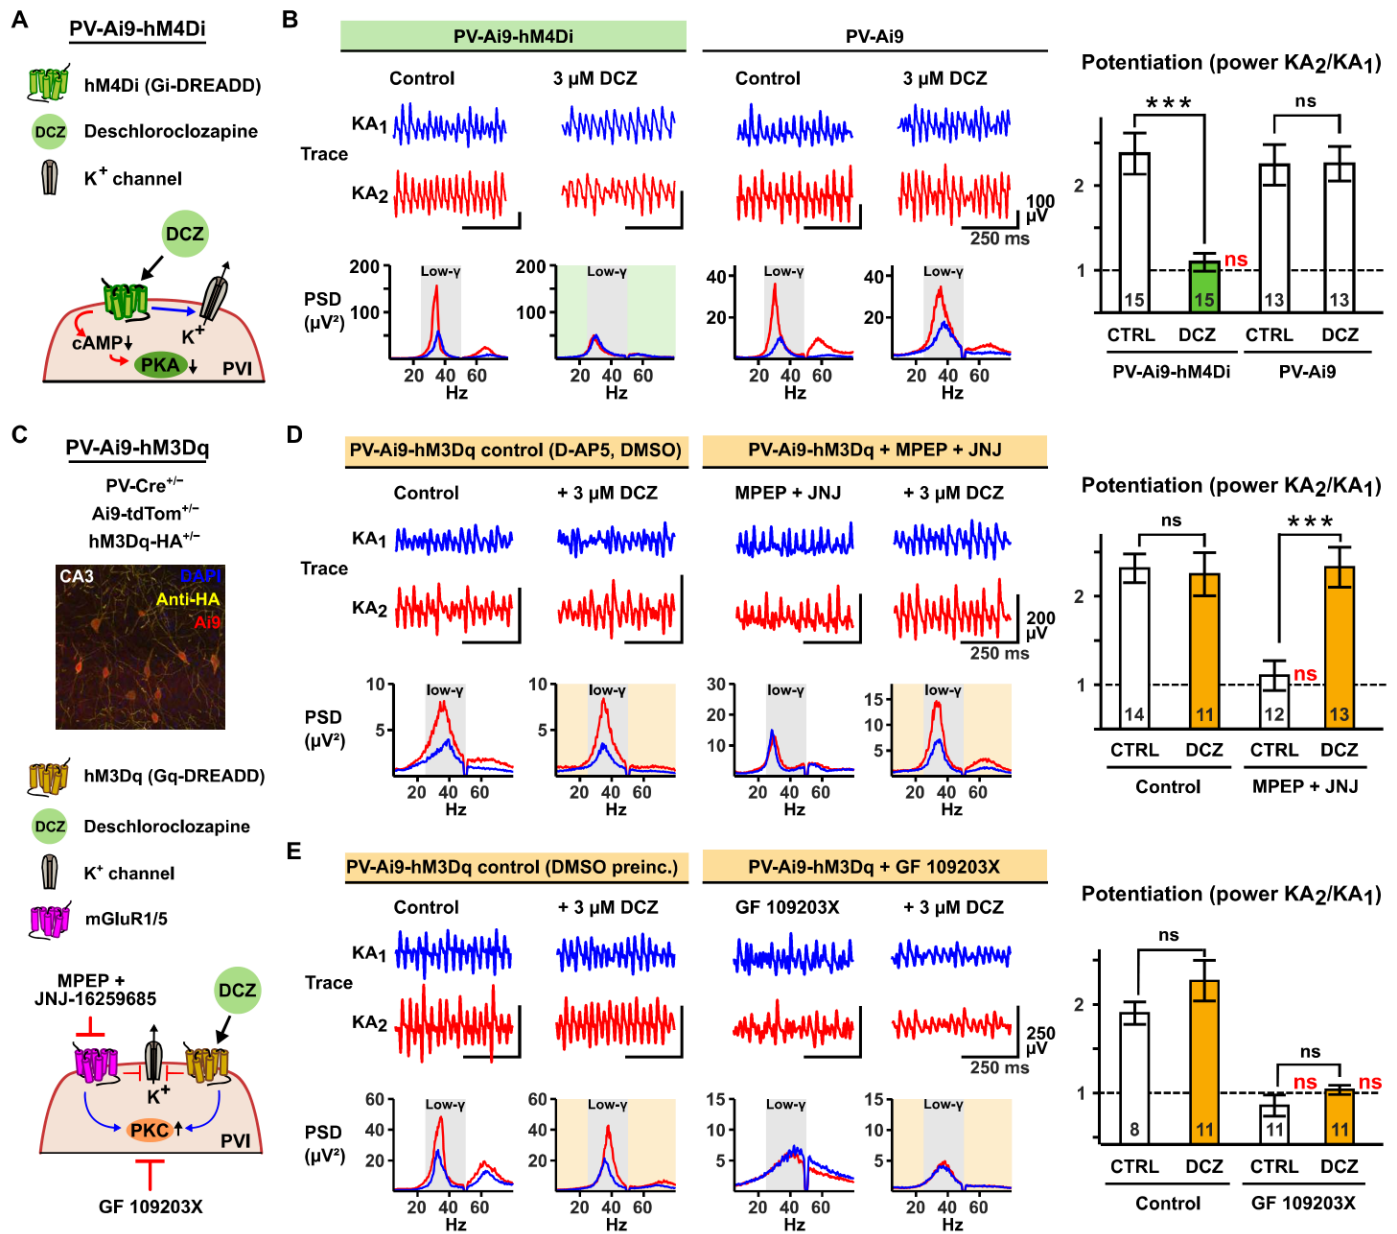 A
PV-Ai9-hM4Di
hM4Di (Gi-DREADD)
DCZ Deschloroclozapine
K+ channel
DCZ
K+
cAMP
PKA
PVI
B
PV-Ai9-hM4Di
PV-Ai9
Control
3 µM DCZ
Control
3 µM DCZ
KA1
Trace
KA2
100 µV
250 ms
PSD (µV²)
200
100
Low-γ
20 60
Hz
200
100
Low-γ
20 60
Hz
40
20
Low-γ
20 60
Hz
40
20
Low-γ
20 60
Hz
Potentiation (power KA2/KA1)
***
ns
2
1
ns
15 15 13 13
CTRL DCZ CTRL DCZ
PV-Ai9-hM4Di PV-Ai9
C
PV-Ai9-hM3Dq
PV-Cre+/−
Ai9-tdTom+/−
hM3Dq-HA+/−
CA3 DAPI
Anti-HA
Ai9
hM3Dq (Gq-DREADD)
DCZ Deschloroclozapine
K+ channel
mGluR1/5
MPEP +
JNJ-16259685
DCZ
K+
PKC
PVI
GF 109203X
D
PV-Ai9-hM3Dq control (D-AP5, DMSO)
PV-Ai9-hM3Dq + MPEP + JNJ
Control
+ 3 µM DCZ
MPEP + JNJ
+ 3 µM DCZ
KA1
Trace
KA2
200 µV
250 ms
PSD (µV²)
10
5
low-γ
20 60
Hz
10
5
low-γ
20 60
Hz
30
20
10
low-γ
20 60
Hz
15
10
5
low-γ
20 60
Hz
Potentiation (power KA2/KA1)
ns
***
2
1
ns
14 11 12 13
CTRL DCZ CTRL DCZ
Control MPEP + JNJ
E
PV-Ai9-hM3Dq control (DMSO preinc.)
PV-Ai9-hM3Dq + GF 109203X
Control
+ 3 µM DCZ
GF 109203X
+ 3 µM DCZ
KA1
Trace
KA2
250 µV
250 ms
PSD (µV²)
60
40
20
Low-γ
20 60
Hz
60
40
20
Low-γ
20 60
Hz
15
10
5
Low-γ
20 60
Hz
15
10
5
Low-γ
20 60
Hz
Potentiation (power KA2/KA1)
ns
ns
2
1
ns ns
8 11 11 11
CTRL DCZ CTRL DCZ
Control GF 109203X